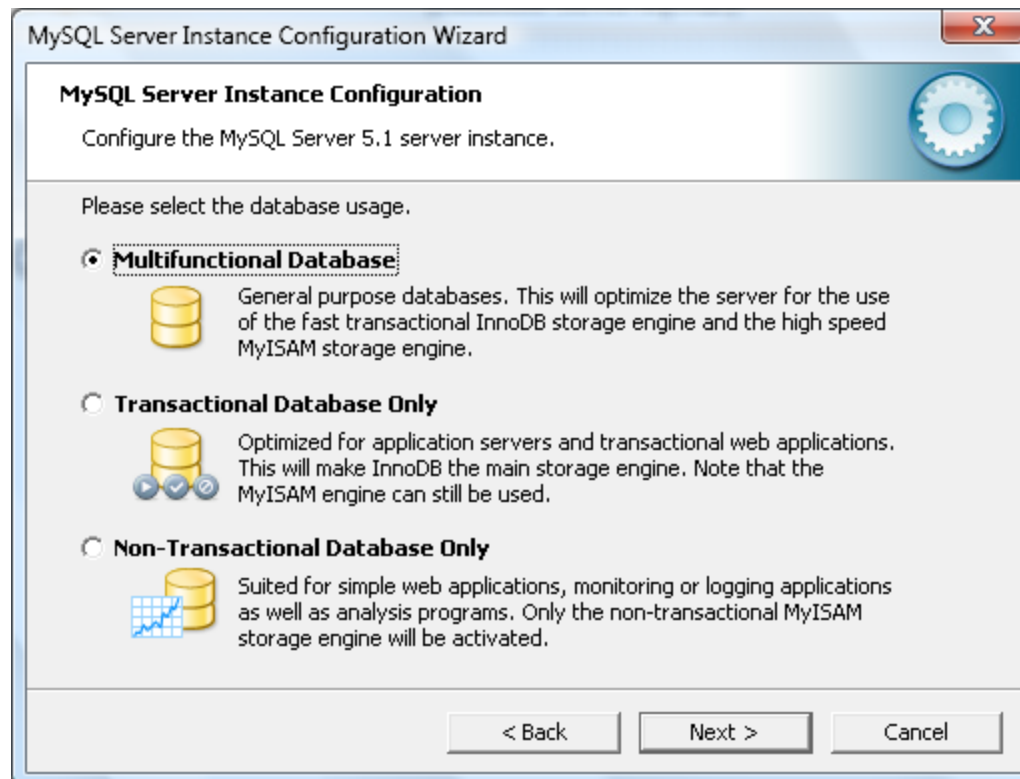 MySQL Server Instance Configuration Wizard
MySQL Server Instance Configuration
Configure the MySQL Server 5.1 server instance.
Please select the database usage.
Multifunctional Database
General purpose databases. This will optimize the server for the use
of the fast transactional InnoDB storage engine and the high speed
MyISAM storage engine.
Transactional Database Only
Optimized for application servers and transactional web applications.
This will make InnoDB the main storage engine. Note that the
MyISAM engine can still be used.
Non-Transactional Database Only
Suited for simple web applications, monitoring or logging applications
as well as analysis programs. Only the non-transactional MyISAM
storage engine will be activated.
< Back Next > Cancel